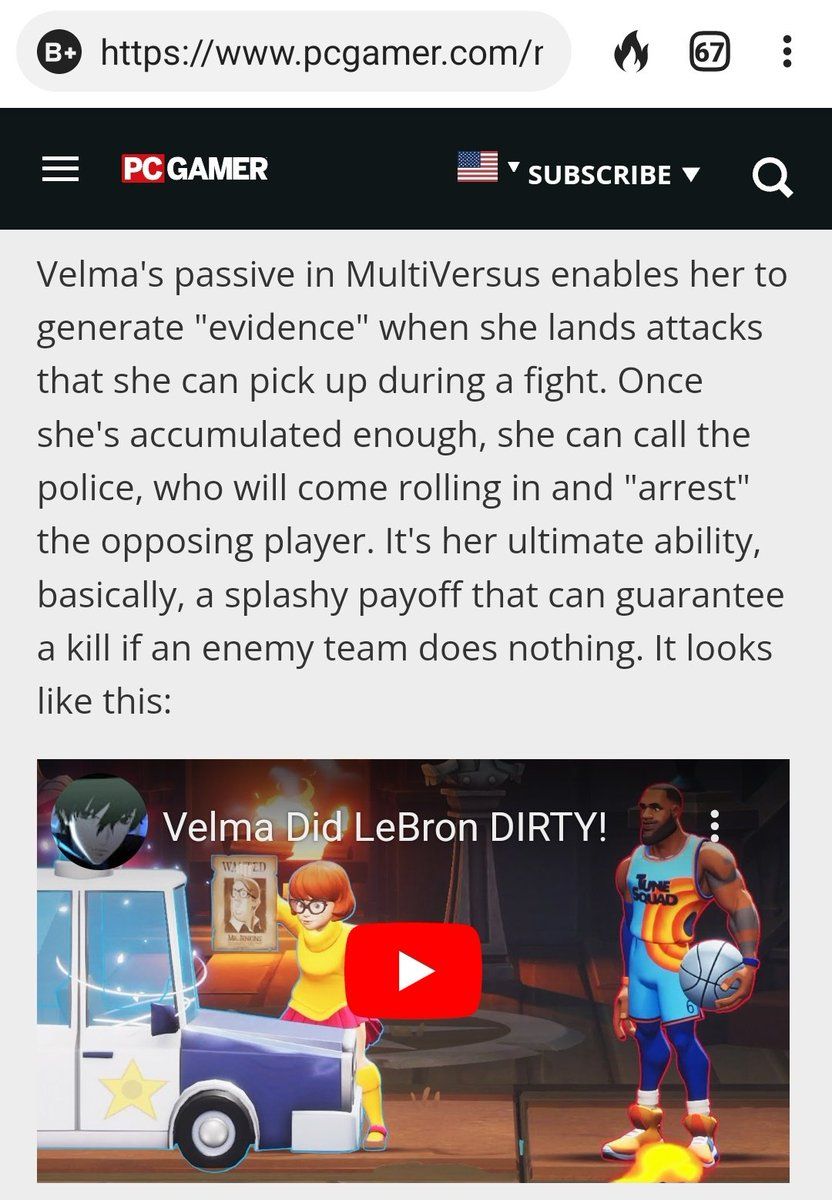 B+ https://www.pcgamer.com/r 67
PC GAMER SUBSCRIBE
Velma's passive in MultiVersus enables her to
generate "evidence" when she lands attacks
that she can pick up during a fight. Once
she's accumulated enough, she can call the
police, who will come rolling in and "arrest"
the opposing player. It's her ultimate ability,
basically, a splashy payoff that can guarantee
a kill if an enemy team does nothing. It looks
like this:
Velma Did LeBron DIRTY!
WANTED
MR. JENKINS
TUNE
SQUAD
6